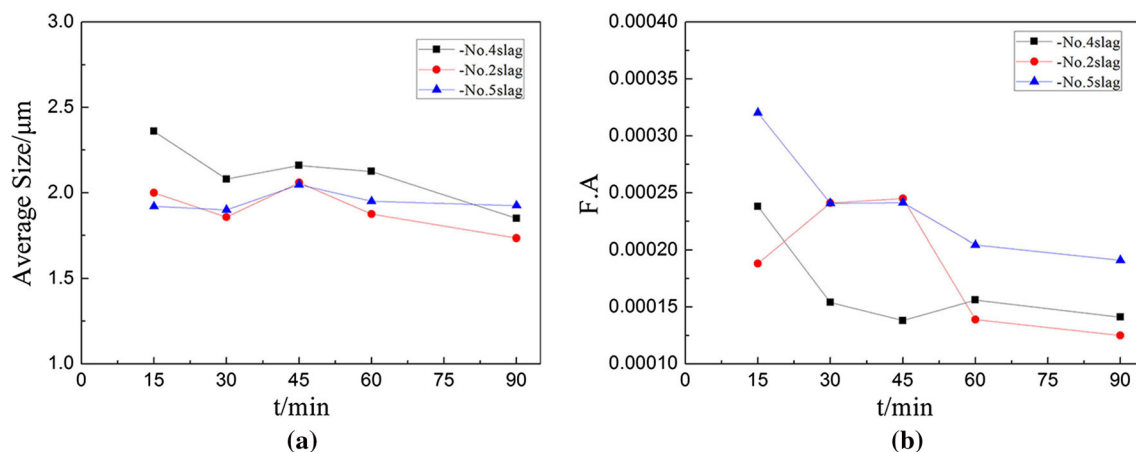 3.0
2.5
2.0
1.5
1.0
Average Size/μm
-No.4slag
-No.2slag
-No.5slag
0 15 30 45 60 75 90
t/min
(a)
0.00040
0.00035
0.00030
0.00025
0.00020
0.00015
0.00010
F.A
-No.4slag
-No.2slag
-No.5slag
0 15 30 45 60 75 90
t/min
(b)